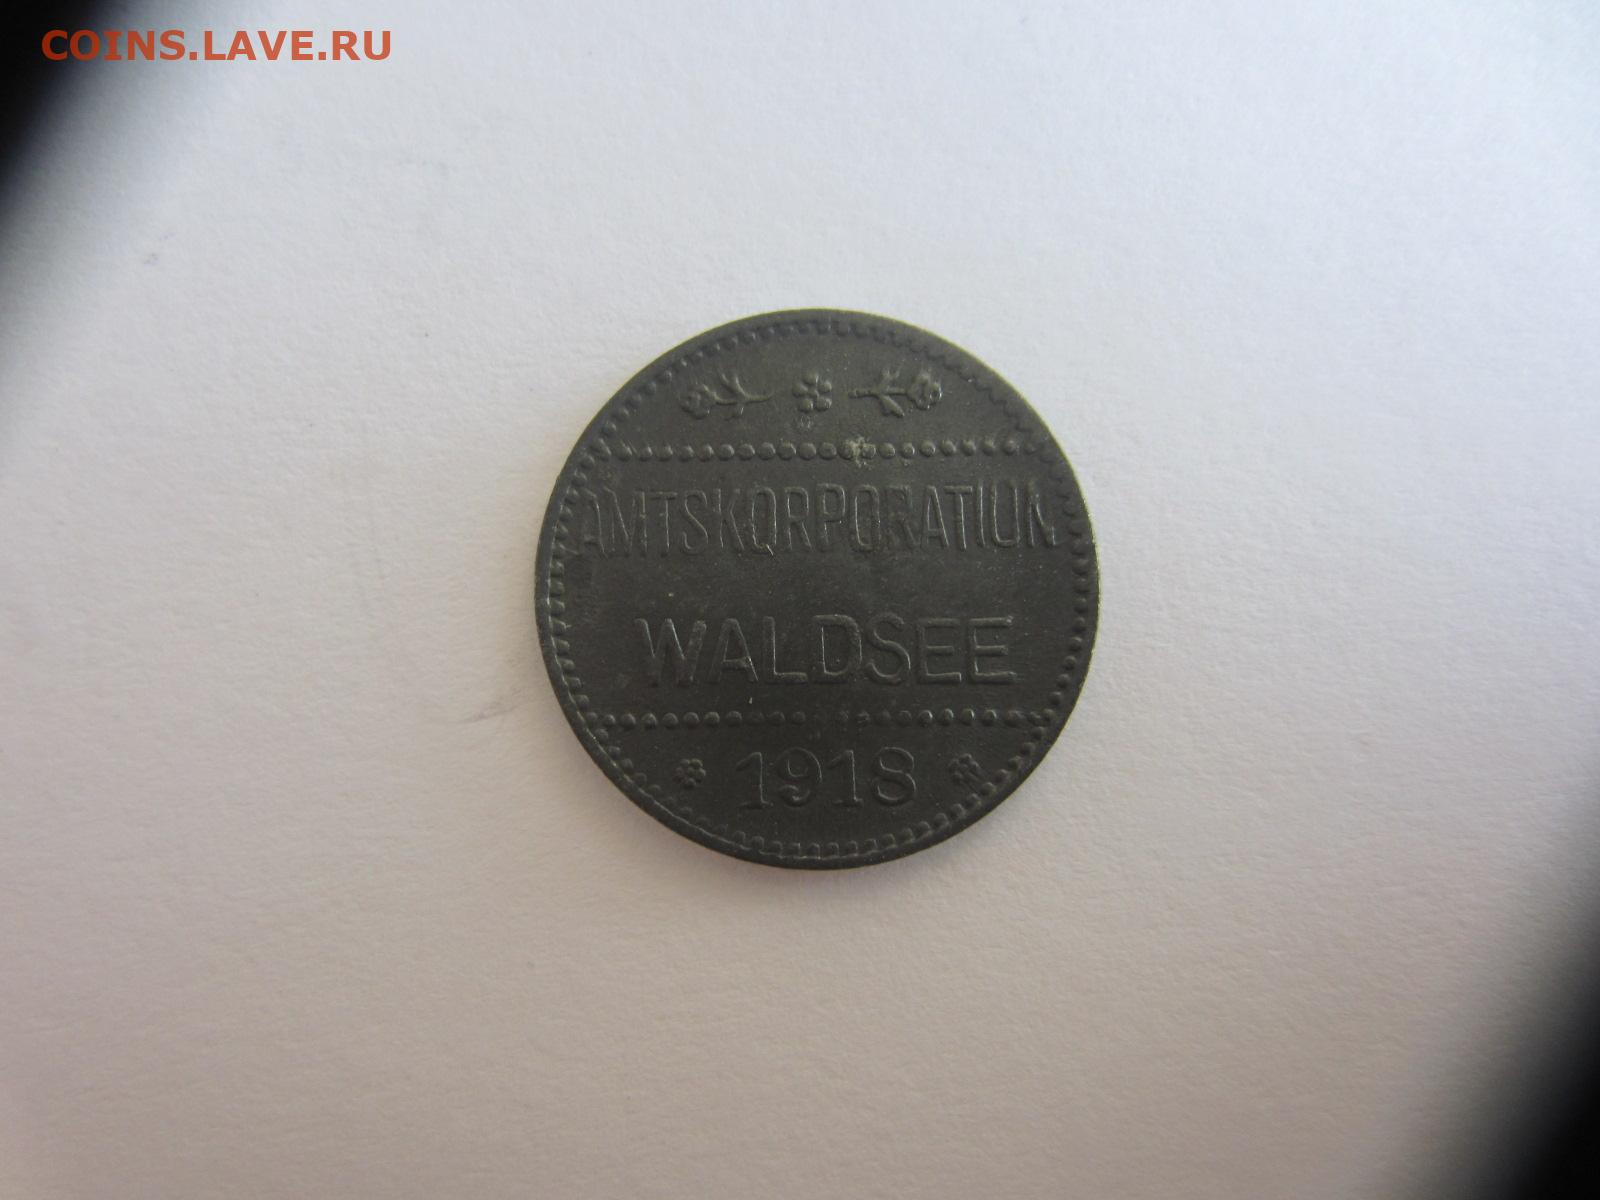 COINS.LAVE.RU
AMTSKORPORATION
WALDSEE
1918